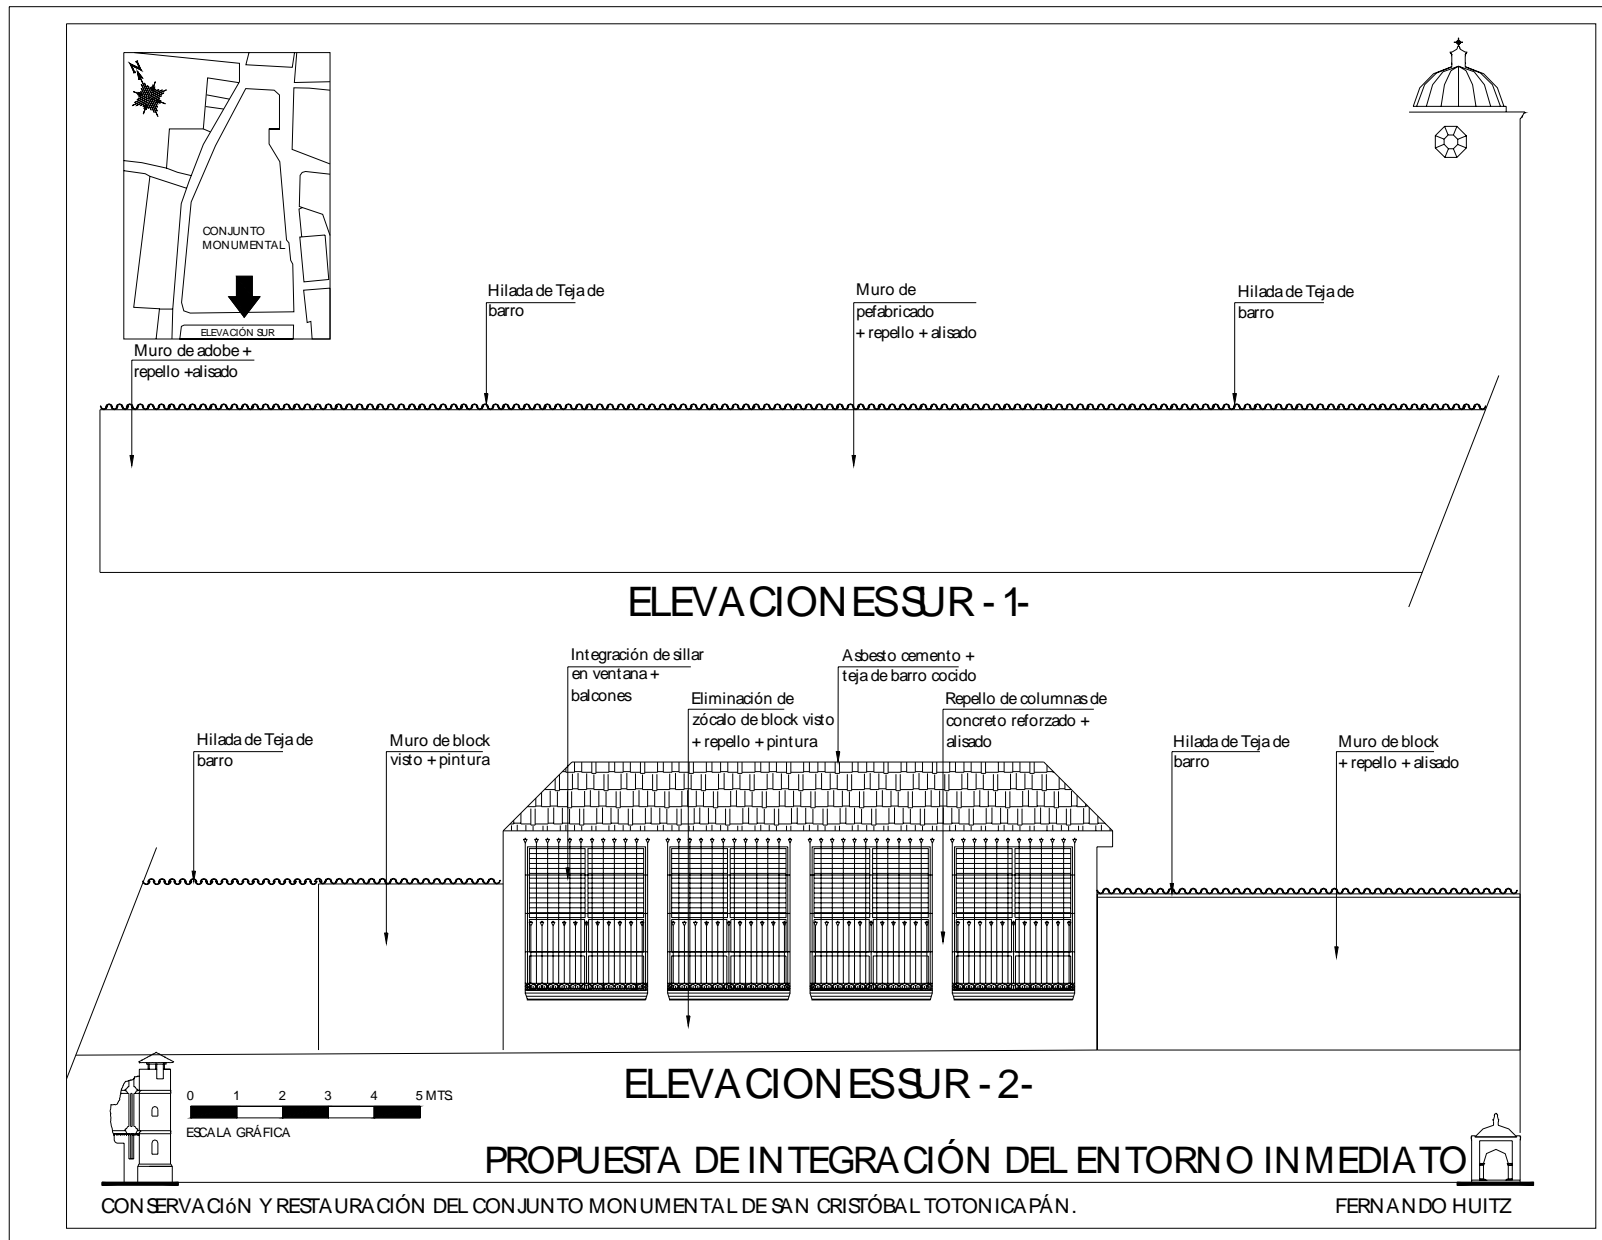 N
CONJUNTO
MONUMENTAL
ELEVACIÓN SUR
Muro de adobe +
repello +alisado
Hilada de Teja de
barro
Muro de
pefabricado
+ repello + alisado
Hilada de Teja de
barro
ELEVACIONES SUR - 1-
Integración de sillar
en ventana +
balcones
Asbesto cemento +
teja de barro cocido
Eliminación de
zócalo de block visto
+ repello + pintura
Repello de columnas de
concreto reforzado +
alisado
Hilada de Teja de
barro
Muro de block
visto + pintura
Hilada de Teja de
barro
Muro de block
+ repello + alisado
ELEVACIONES SUR - 2-
0 1 2 3 4 5 MTS.
ESCALA GRÁFICA
PROPUESTA DE INTEGRACIÓN DEL ENTORNO INMEDIATO
CONSERVACIóN Y RESTAURACIÓN DEL CONJUNTO MONUMENTAL DE SAN CRISTÓBAL TOTONICAPÁN.
FERNANDO HUITZ